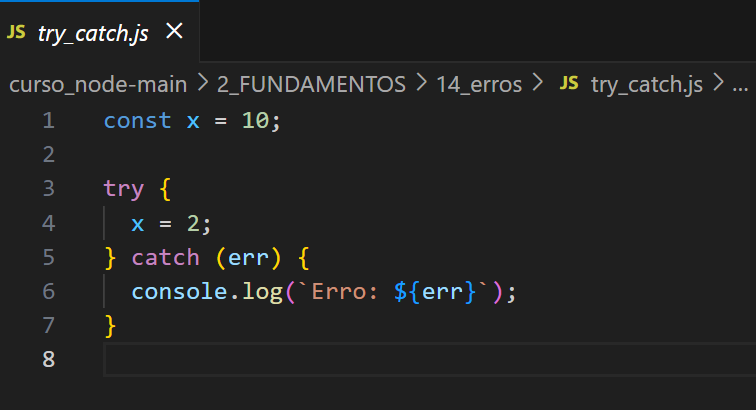 JS try_catch.js ×
curso_node-main > 2_FUNDAMENTOS > 14_erros > JS try_catch.js > ...
1 const x = 10;
2
3 try {
4   x = 2;
5 } catch (err) {
6   console.log(`Erro: ${err}`);
7 }
8